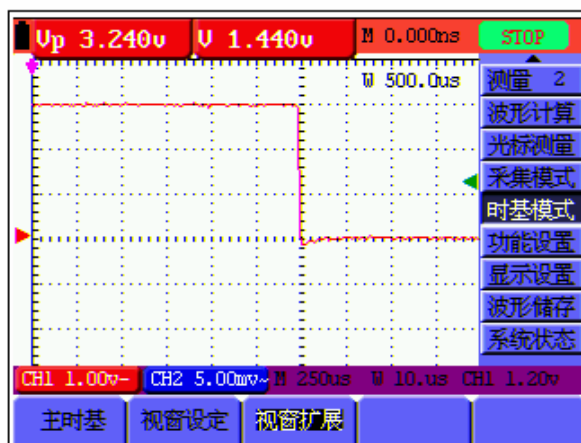 Vp 3.240v V 1.440v M 0.000ns STOP
W 500.0us
测量 2
波形计算
光标测量
采集模式
时基模式
功能设置
显示设置
波形储存
系统状态
CH1 1.00v- CH2 5.00mv~ M 250us W 10.us CH1 1.20v
主时基 视窗设定 视窗扩展